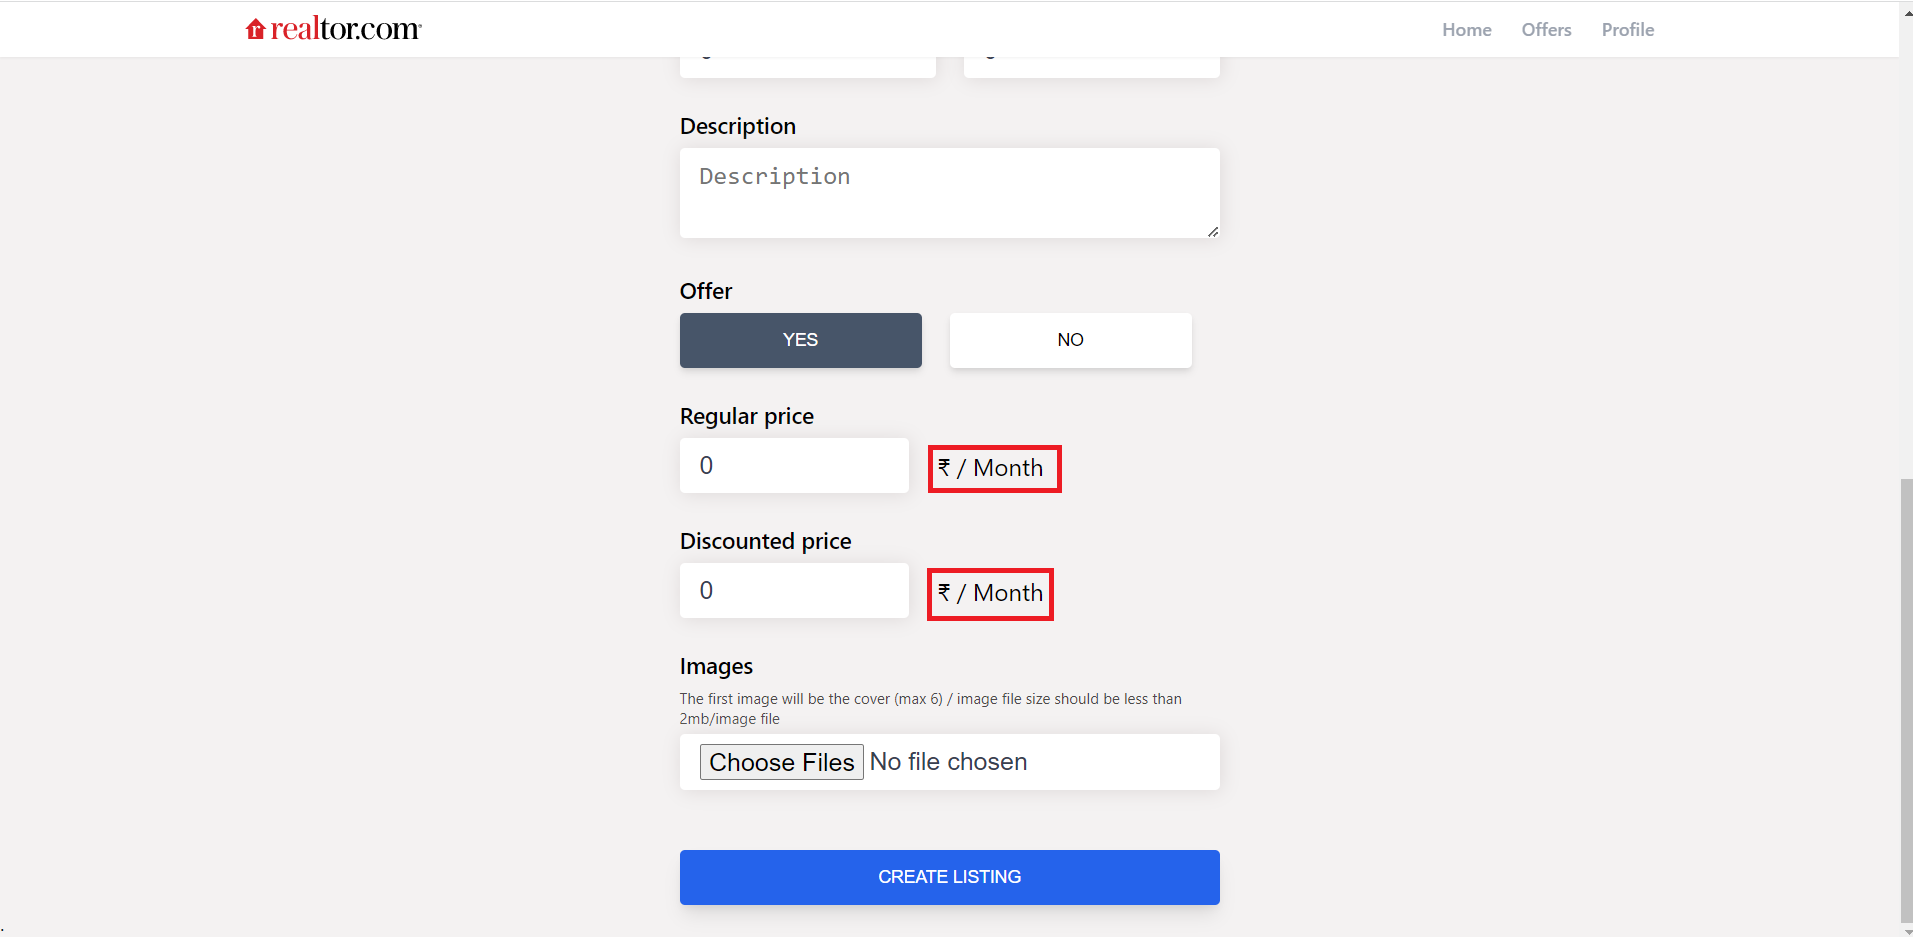 realtor.com®
Home Offers Profile
Description
Description
Offer
YES NO
Regular price
0 ₹ / Month
Discounted price
0 ₹ / Month
Images
The first image will be the cover (max 6) / image file size should be less than
2mb/image file
Choose Files No file chosen
CREATE LISTING